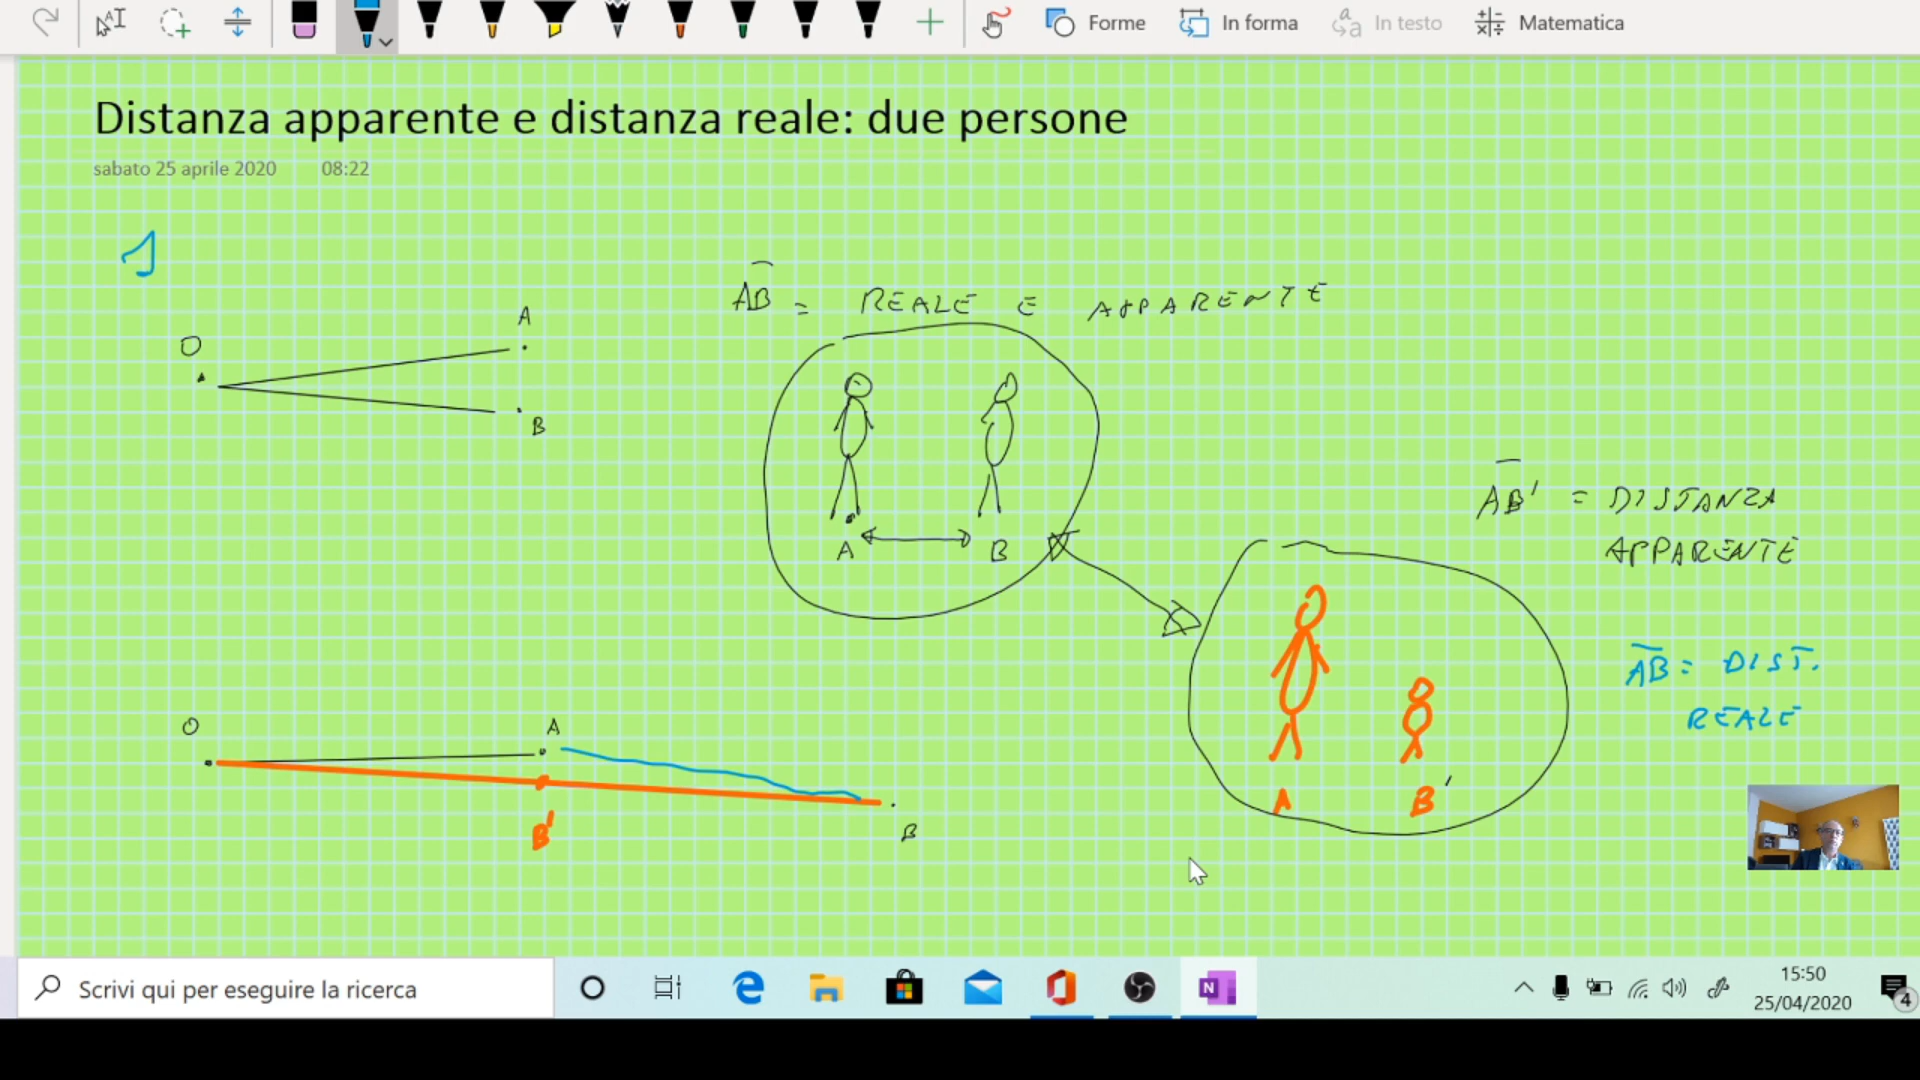 Forme
In forma
In testo
Matematica
Distanza apparente e distanza reale: due persone
sabato 25 aprile 2020 08:22
1
AB = REALE E APPARENTE
O
A
B
A B
AB' = DISTANZA
APPARENTE
AB = DIST.
REALE
A B'
O
A
B'
B
Scrivi qui per eseguire la ricerca
N
15:50
25/04/2020
4